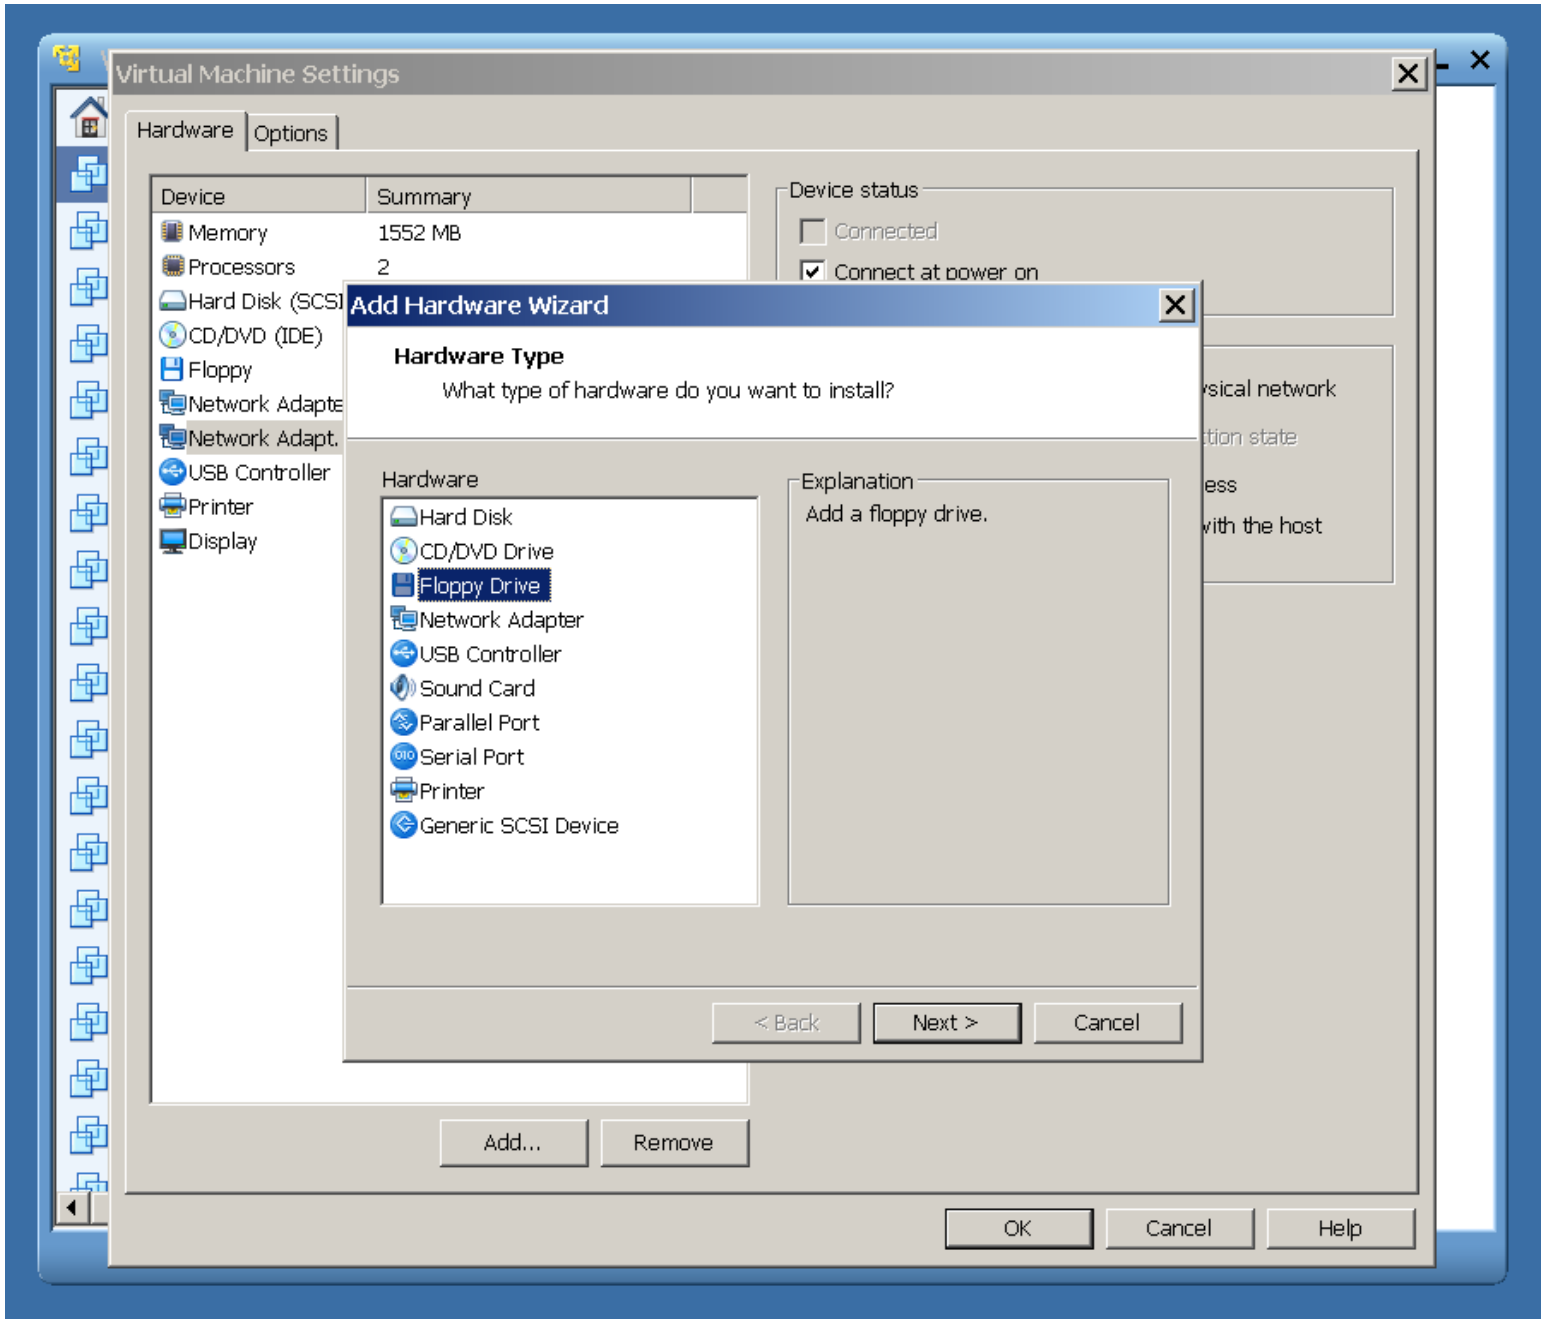 Virtual Machine Settings
Hardware
Options
Device Summary
Memory 1552 MB
Processors 2
Hard Disk (SCSI
CD/DVD (IDE)
Floppy
Network Adapte
Network Adapt.
USB Controller
Printer
Display
Add...
Remove
Device status
Connected
Connect at power on
ysical network
ction state
ess
with the host
Add Hardware Wizard
Hardware Type
What type of hardware do you want to install?
Hardware
Hard Disk
CD/DVD Drive
Floppy Drive
Network Adapter
USB Controller
Sound Card
Parallel Port
Serial Port
Printer
Generic SCSI Device
Explanation
Add a floppy drive.
< Back
Next >
Cancel
OK
Cancel
Help